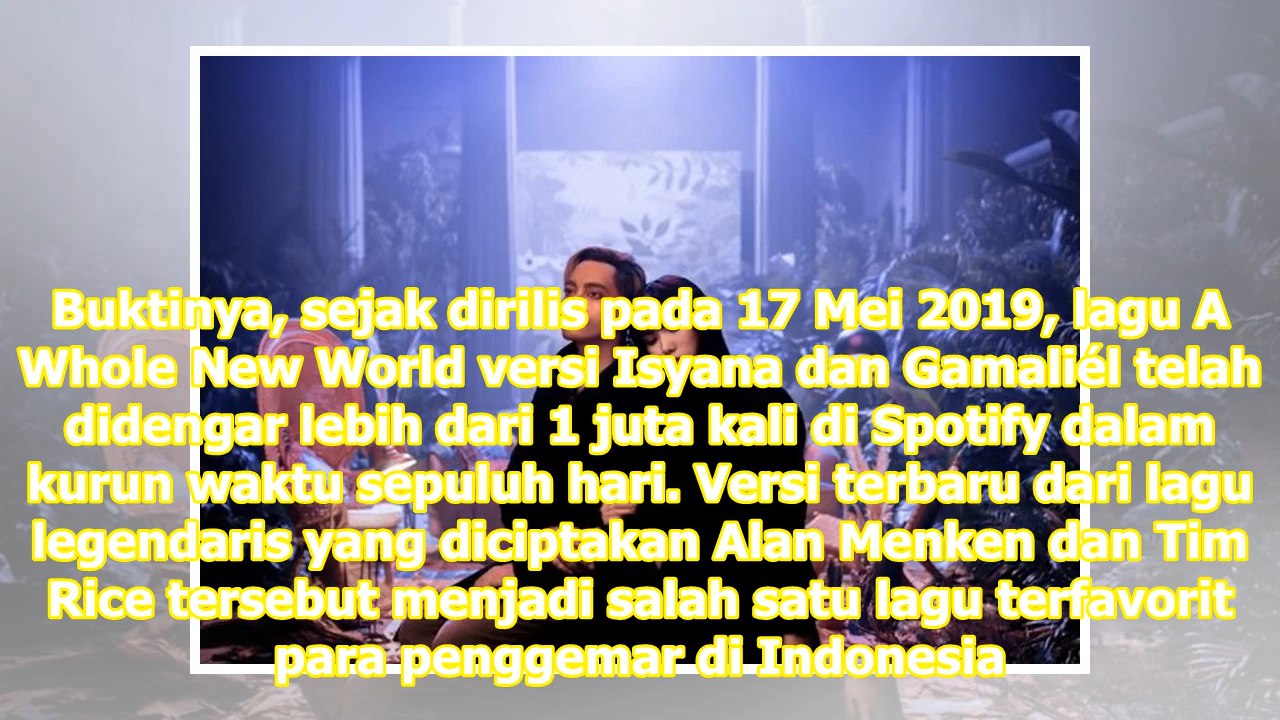 Buktinya, sejak dirilis pada 17 Mei 2019, lagu A
Whole New World versi Isyana dan Gamaliél telah
didengar lebih dari 1 juta kali di Spotify dalam
kurun waktu sepuluh hari. Versi terbaru dari lagu
legendaris yang diciptakan Alan Menken dan Tim
Rice tersebut menjadi salah satu lagu terfavorit
para penggemar di Indonesia